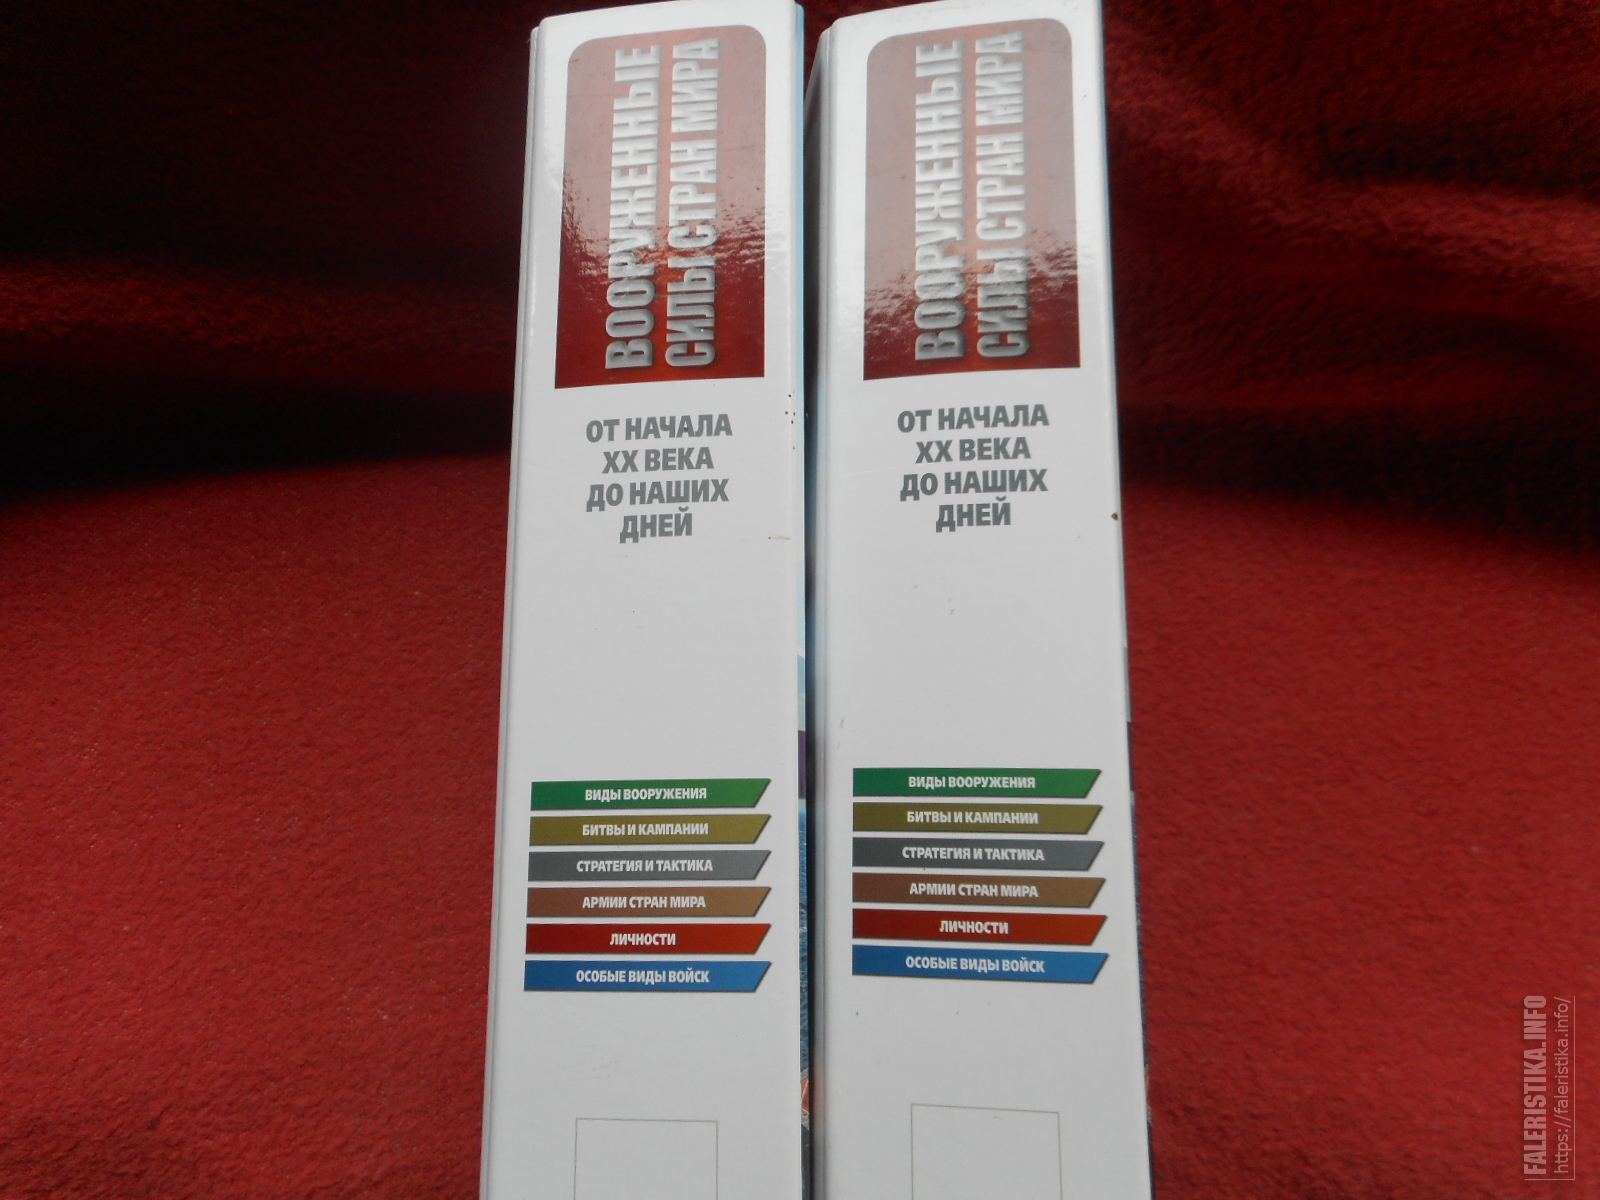 ВООРУЖЕННЫЕ
СИЛЫ СТРАН МИРА
ОТ НАЧАЛА
XX ВЕКА
ДО НАШИХ
ДНЕЙ
ВИДЫ ВООРУЖЕНИЯ
БИТВЫ И КАМПАНИИ
СТРАТЕГИЯ И ТАКТИКА
АРМИИ СТРАН МИРА
ЛИЧНОСТИ
ОСОБЫЕ ВИДЫ ВОЙСК
ВООРУЖЕННЫЕ
СИЛЫ СТРАН МИРА
ОТ НАЧАЛА
XX ВЕКА
ДО НАШИХ
ДНЕЙ
ВИДЫ ВООРУЖЕНИЯ
БИТВЫ И КАМПАНИИ
СТРАТЕГИЯ И ТАКТИКА
АРМИИ СТРАН МИРА
ЛИЧНОСТИ
ОСОБЫЕ ВИДЫ ВОЙСК
FALERISTIKA.INFO
https://faleristika.info/